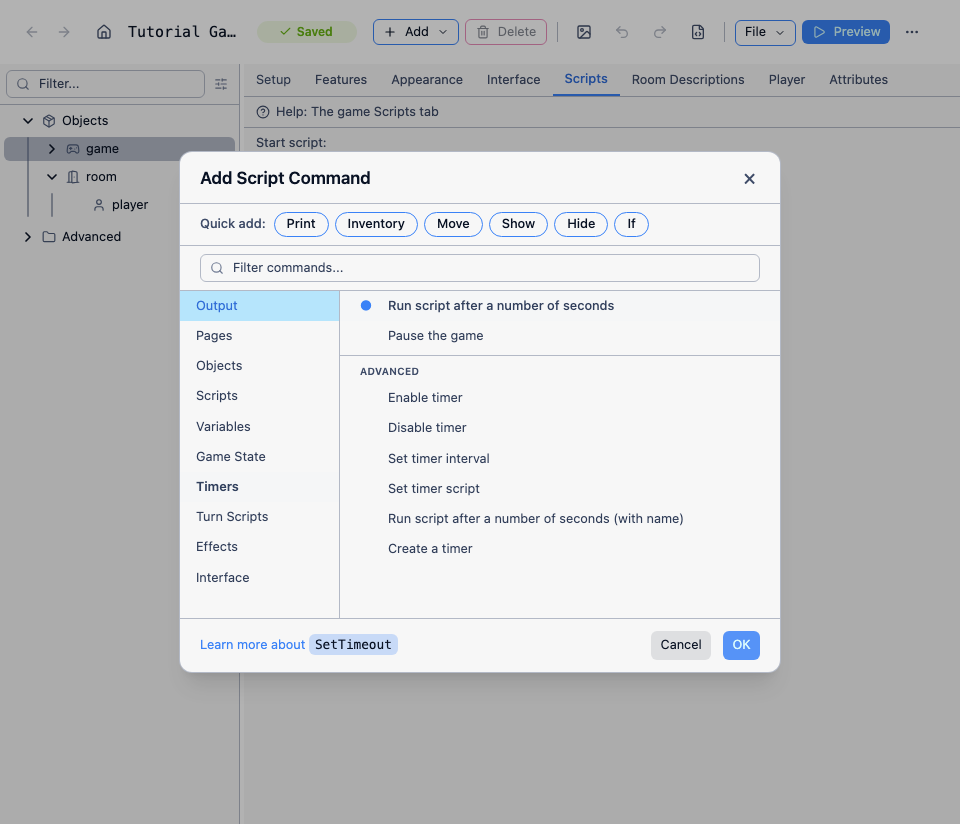 Tutorial Ga…
Saved
Add
Delete
File
Preview
Filter...
Setup
Features
Appearance
Interface
Scripts
Room Descriptions
Player
Attributes
Help: The game Scripts tab
Start script:
Objects
game
room
player
Advanced
Add Script Command
Quick add:
Print
Inventory
Move
Show
Hide
If
Filter commands...
Output
Pages
Objects
Scripts
Variables
Game State
Timers
Turn Scripts
Effects
Interface
Run script after a number of seconds
Pause the game
ADVANCED
Enable timer
Disable timer
Set timer interval
Set timer script
Run script after a number of seconds (with name)
Create a timer
Learn more about SetTimeout
Cancel
OK